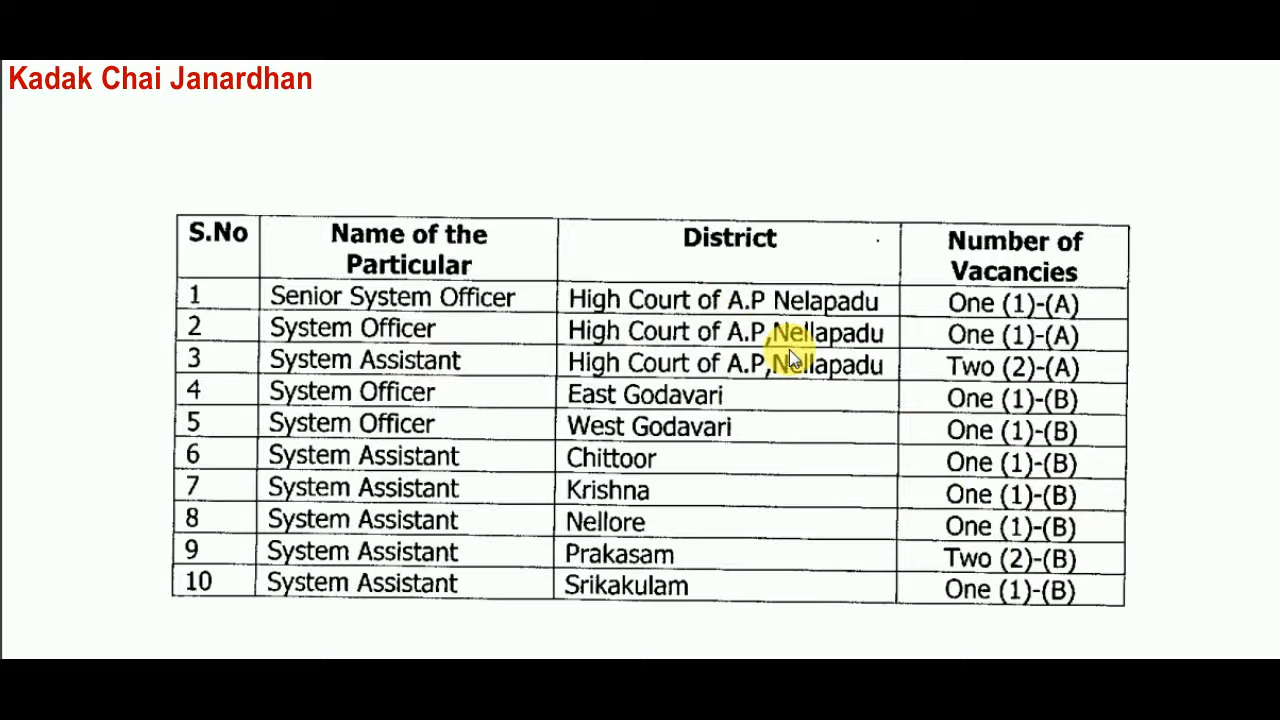 Kadak Chai Janardhan
S.No Name of the Particular District Number of Vacancies
1 Senior System Officer High Court of A.P Nelapadu One (1)-(A)
2 System Officer High Court of A.P,Nellapadu One (1)-(A)
3 System Assistant High Court of A.P,Nellapadu Two (2)-(A)
4 System Officer East Godavari One (1)-(B)
5 System Officer West Godavari One (1)-(B)
6 System Assistant Chittoor One (1)-(B)
7 System Assistant Krishna One (1)-(B)
8 System Assistant Nellore One (1)-(B)
9 System Assistant Prakasam Two (2)-(B)
10 System Assistant Srikakulam One (1)-(B)